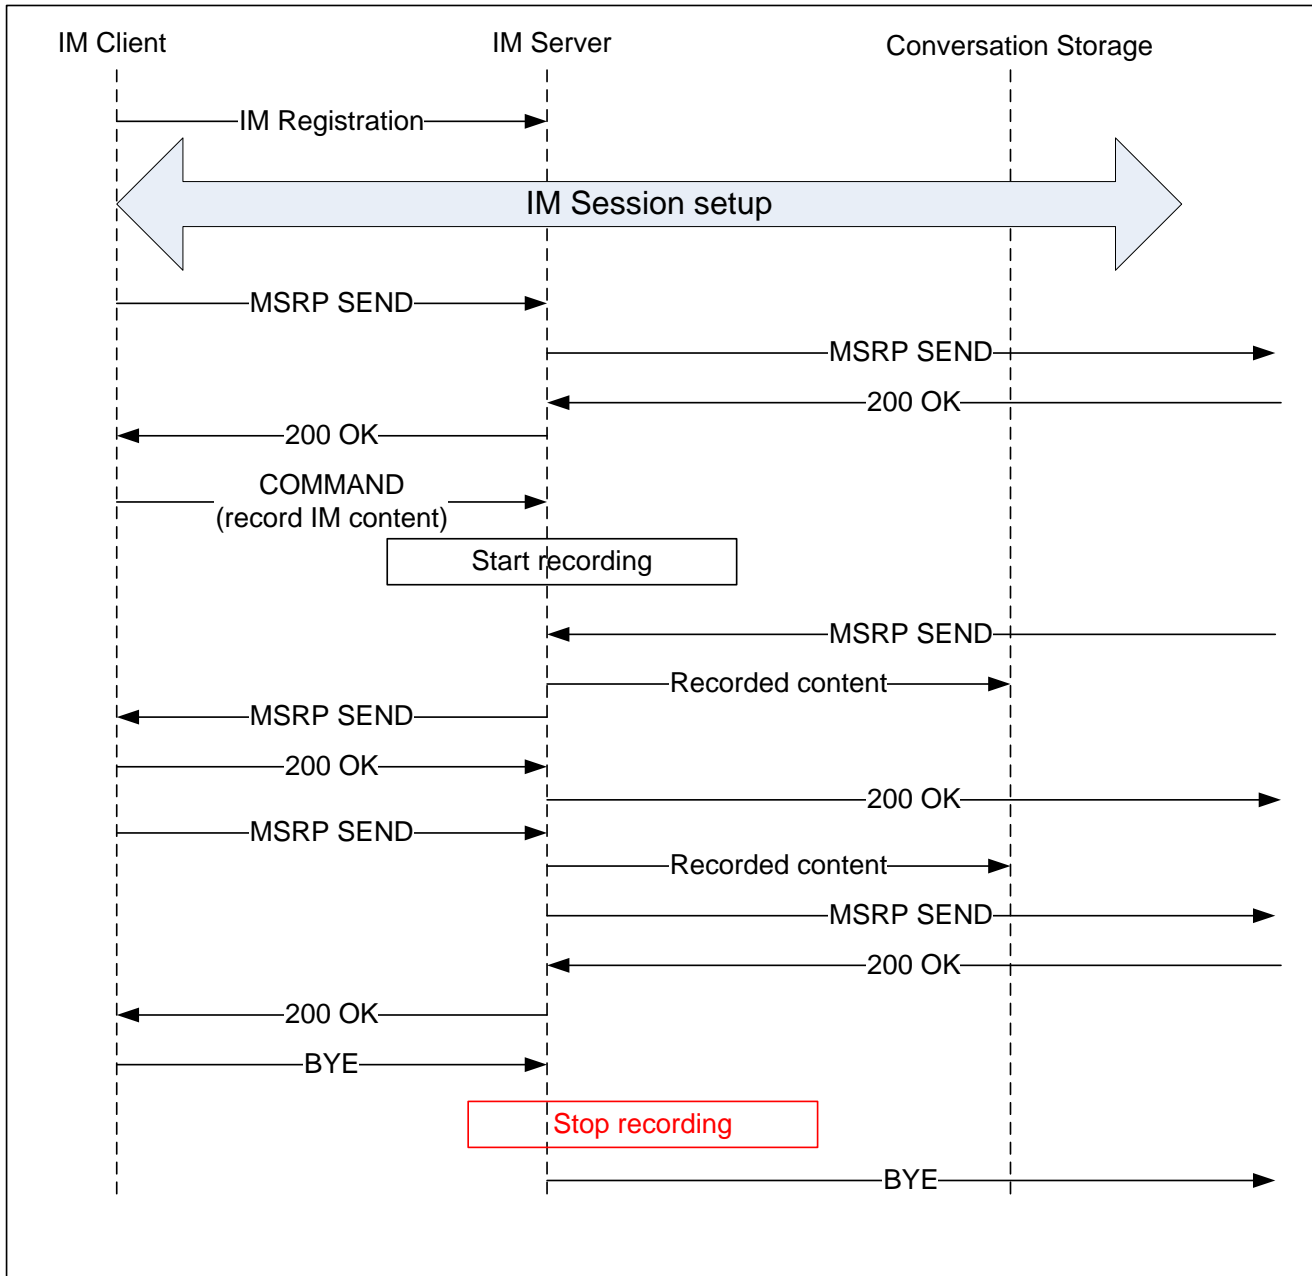 IM Client
IM Server
Conversation Storage
IM Registration
IM Session setup
MSRP SEND
MSRP SEND
200 OK
200 OK
COMMAND
(record IM content)
Start recording
MSRP SEND
Recorded content
MSRP SEND
200 OK
200 OK
MSRP SEND
Recorded content
MSRP SEND
200 OK
200 OK
BYE
Stop recording
BYE